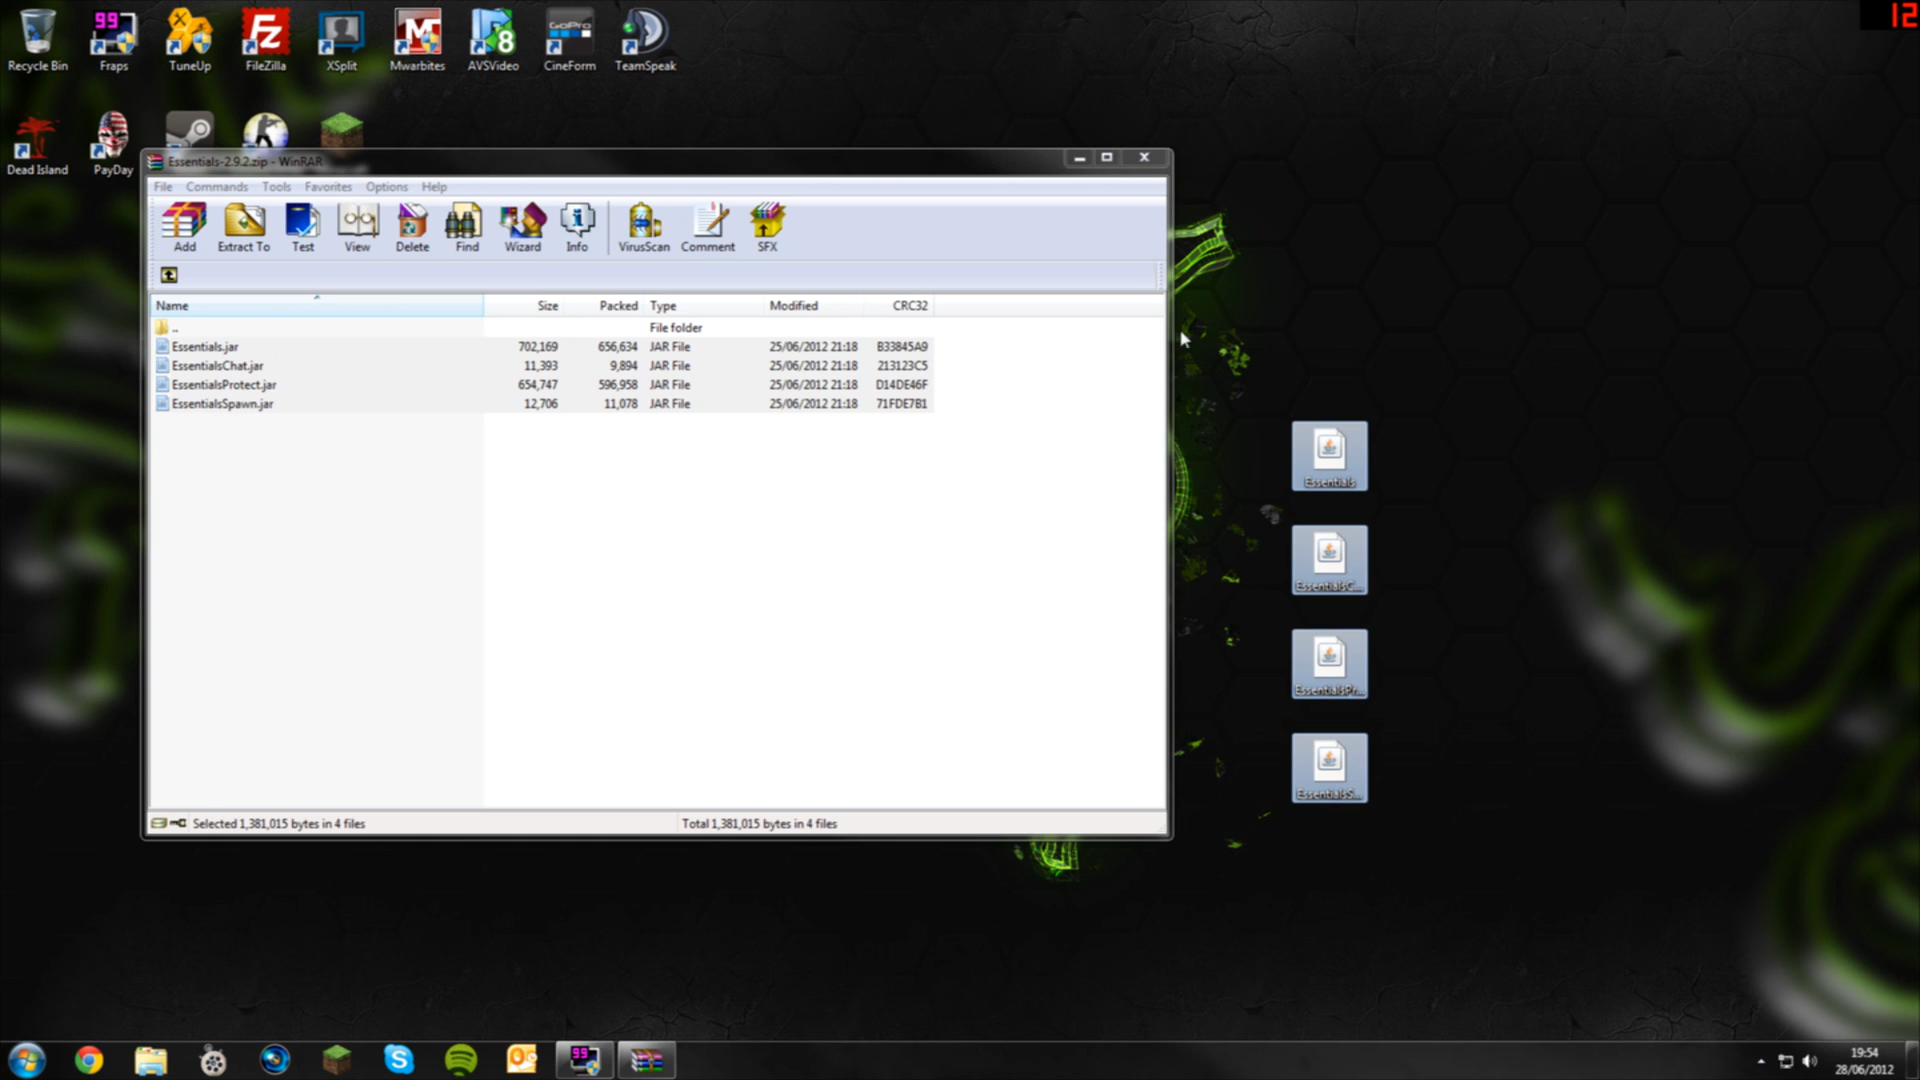 12
Recycle Bin
99
Fraps
TuneUp
FileZilla
XSplit
Mwarbites
8
AVSVideo
GoPro
CineForm
TeamSpeak
Dead Island
PayDay
Essentials-2.9.2.zip - WinRAR
File Commands Tools Favorites Options Help
Add Extract To Test View Delete Find Wizard Info VirusScan Comment SFX
Name Size Packed Type Modified CRC32
.. File folder
Essentials.jar 702,169 656,634 JAR File 25/06/2012 21:18 B33845A9
EssentialsChat.jar 11,393 9,894 JAR File 25/06/2012 21:18 213123C5
EssentialsProtect.jar 654,747 596,958 JAR File 25/06/2012 21:18 D14DE46F
EssentialsSpawn.jar 12,706 11,078 JAR File 25/06/2012 21:18 71FDE7B1
Essentials
EssentialsC...
EssentialsPr...
EssentialsS...
Selected 1,381,015 bytes in 4 files
Total 1,381,015 bytes in 4 files
99
19:54
28/06/2012